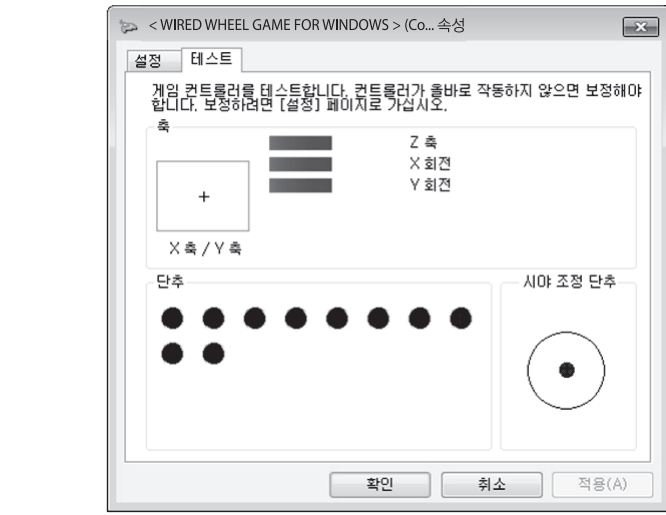 < WIRED WHEEL GAME FOR WINDOWS > (Co... 속성
설정 테스트
게임 컨트롤러를 테스트합니다. 컨트롤러가 올바로 작동하지 않으면 보정해야
합니다. 보정하려면 [설정] 페이지로 가십시오.
축
Z 축
X 회전
Y 회전
X 축 / Y 축
단추
시야 조정 단추
확인 취소 적용(A)